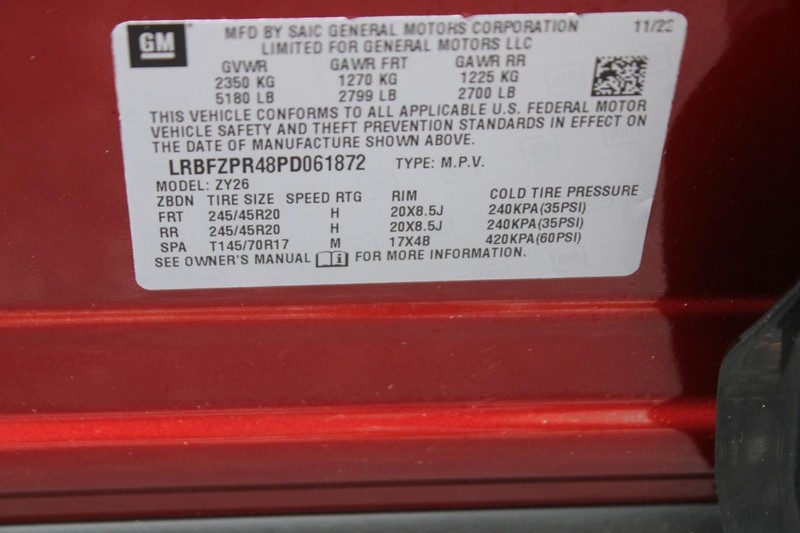 GM
MFD BY SAIC GENERAL MOTORS CORPORATION 11/22
LIMITED FOR GENERAL MOTORS LLC
GVWR GAWR FRT GAWR RR
2350 KG 1270 KG 1225 KG
5180 LB 2799 LB 2700 LB
THIS VEHICLE CONFORMS TO ALL APPLICABLE U.S. FEDERAL MOTOR
VEHICLE SAFETY AND THEFT PREVENTION STANDARDS IN EFFECT ON
THE DATE OF MANUFACTURE SHOWN ABOVE.
LRBFZPR48PD061872 TYPE: M.P.V.
MODEL: ZY26
ZBDN TIRE SIZE SPEED RTG RIM COLD TIRE PRESSURE
FRT 245/45R20 H 20X8.5J 240KPA(35PSI)
RR 245/45R20 H 20X8.5J 240KPA(35PSI)
SPA T145/70R17 M 17X4B 420KPA(60PSI)
SEE OWNER'S MANUAL FOR MORE INFORMATION.